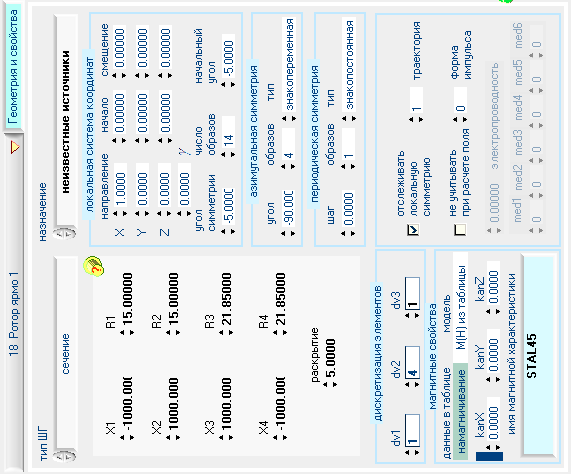 18 Ротор ярмо 1
Геометрия и свойства
тип ШГ
назначение
сечение
неизвестные источники
X1 R1
-1000.000 15.00000
X2 R2
1000.000 15.00000
X3 R3
1000.000 21.85000
X4 R4
-1000.000 21.85000
раскрытие
5.0000
локальная система координат
направление начало смещение
X 1.0000 0.00000 0.00000
Y 0.0000 0.00000 0.00000
Z 0.0000 0.00000 0.00000
0.0000 γ
угол симметрии число образов начальный угол
-5.0000 14 -5.0000
азимутальная симметрия
угол образов тип
-90.00 4 знакопеременная
периодическая симметрия
шаг образов тип
0.0000 1 знакопостоянная
дискретизация элементов
dv1 dv2 dv3
1 4 1
отслеживать локальную симметрию
1 траектория
не учитывать при расчете поля
0 форма импульса
магнитные свойства
данные в таблице модель
намагничивание M(H) из таблицы
kanX kanY kanZ
0.0000 0.0000 0.0000
имя магнитной характеристики
STAL45
0.00000 электропроводность
med1 med2 med3 med4 med5 med6
0 0 0 0 0 0